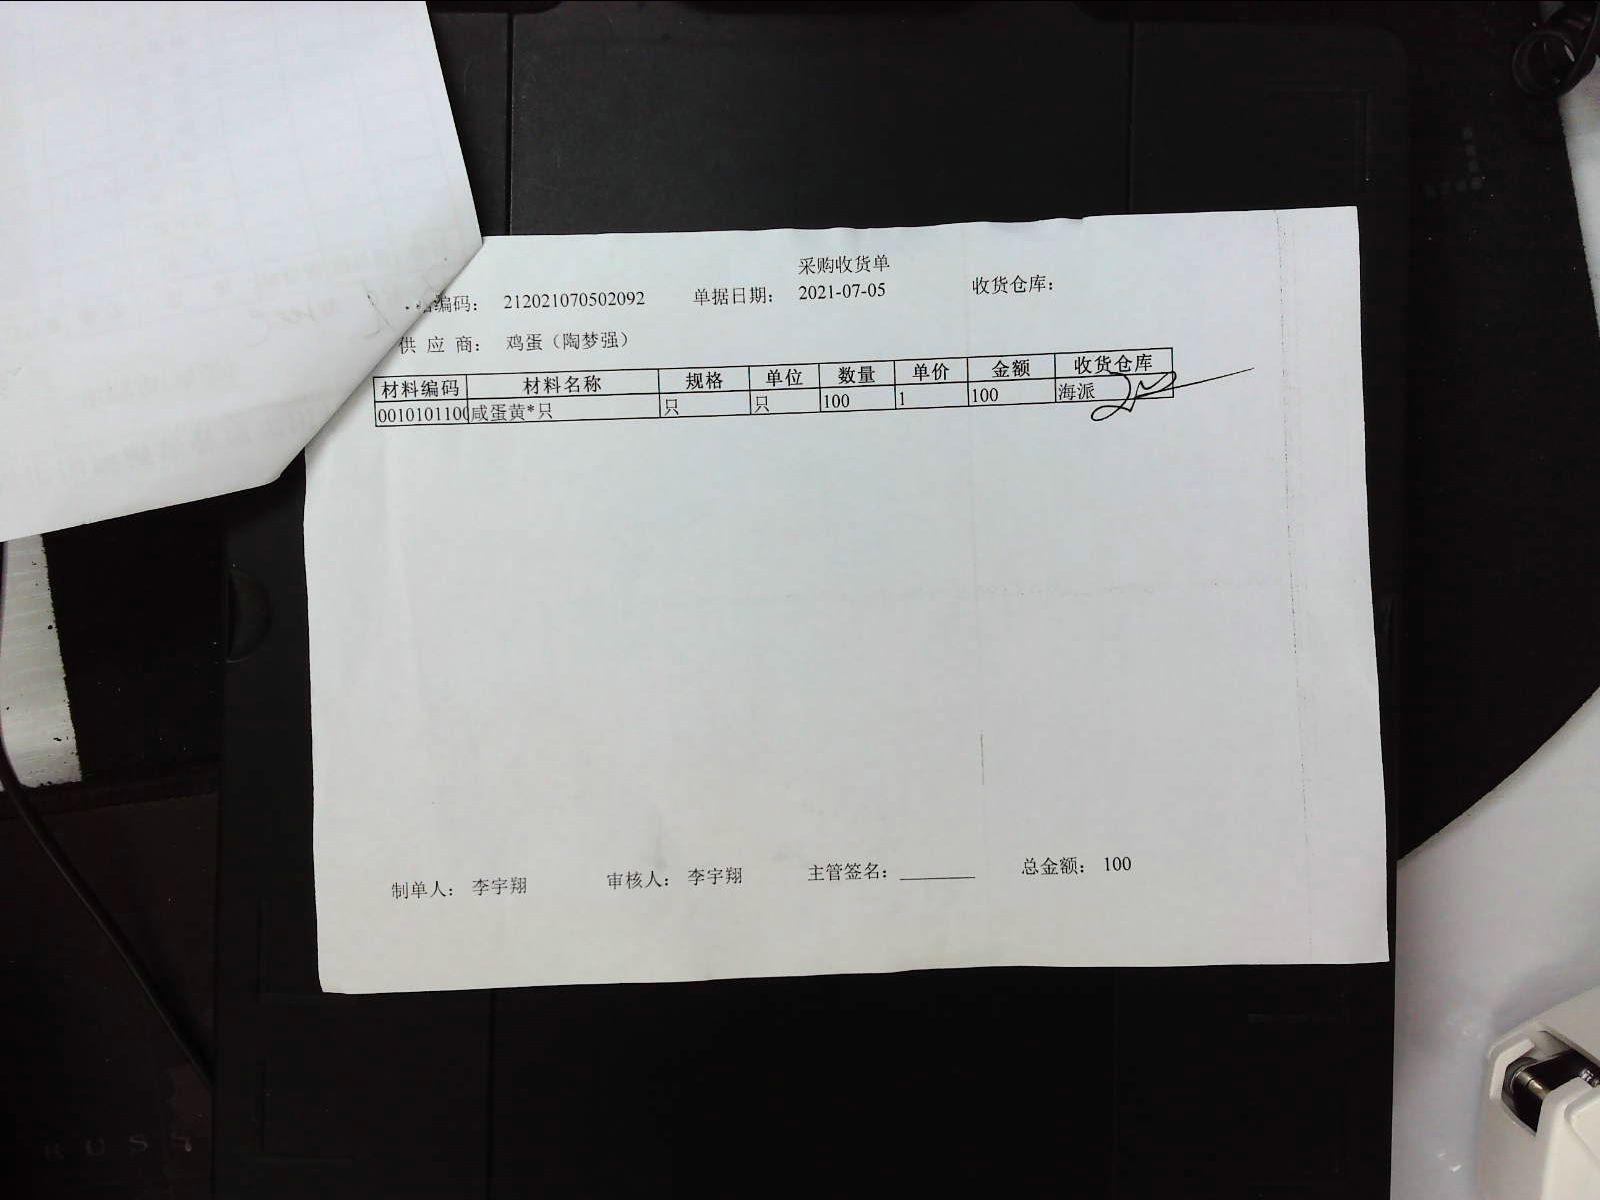 采购收货单
编码： 212021070502092 单据日期： 2021-07-05 收货仓库：
供 应 商： 鸡蛋（陶梦强）
材料编码 材料名称 规格 单位 数量 单价 金额 收货仓库
0010101100 咸蛋黄*只 只 只 100 1 100 海派
制单人： 李宇翔 审核人： 李宇翔 主管签名： 总金额： 100